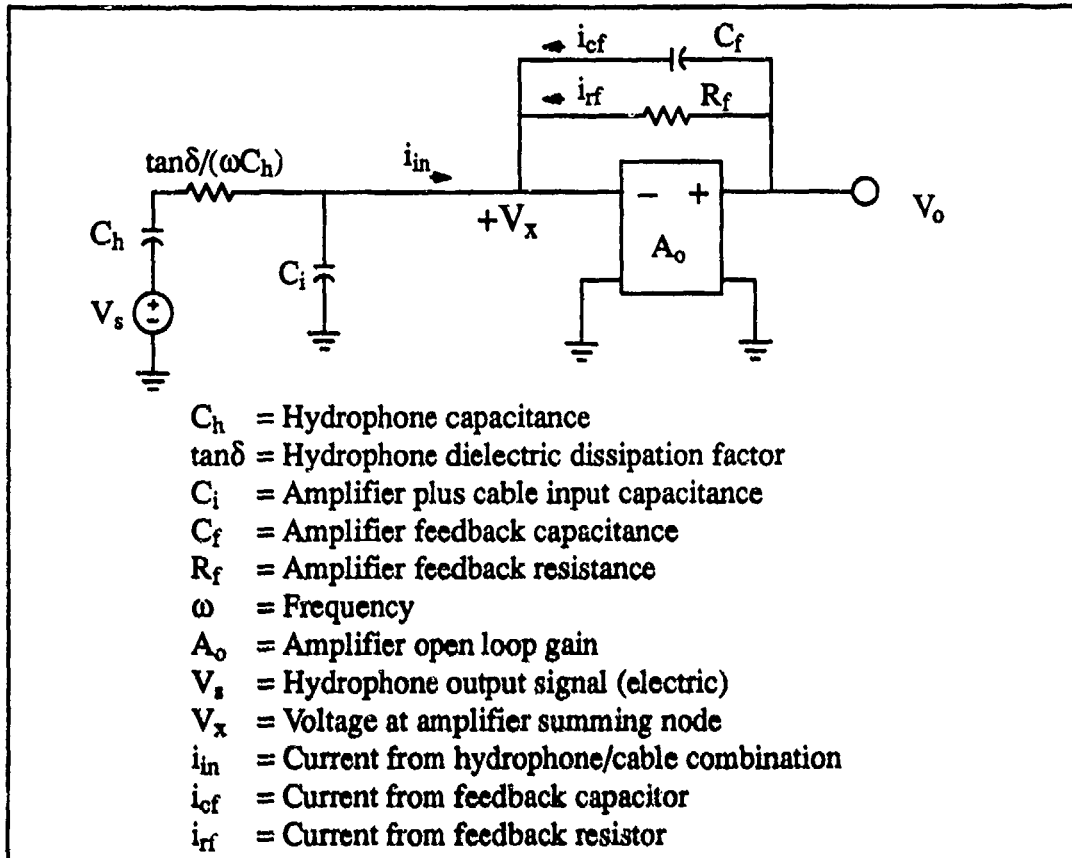 i_cf C_f
i_rf R_f
tanδ/(ωC_h)
i_in
− +
+V_x
A_o
V_o
C_h
C_i
V_s
+
−
C_h = Hydrophone capacitance
tanδ = Hydrophone dielectric dissipation factor
C_i = Amplifier plus cable input capacitance
C_f = Amplifier feedback capacitance
R_f = Amplifier feedback resistance
ω = Frequency
A_o = Amplifier open loop gain
V_s = Hydrophone output signal (electric)
V_x = Voltage at amplifier summing node
i_in = Current from hydrophone/cable combination
i_cf = Current from feedback capacitor
i_rf = Current from feedback resistor